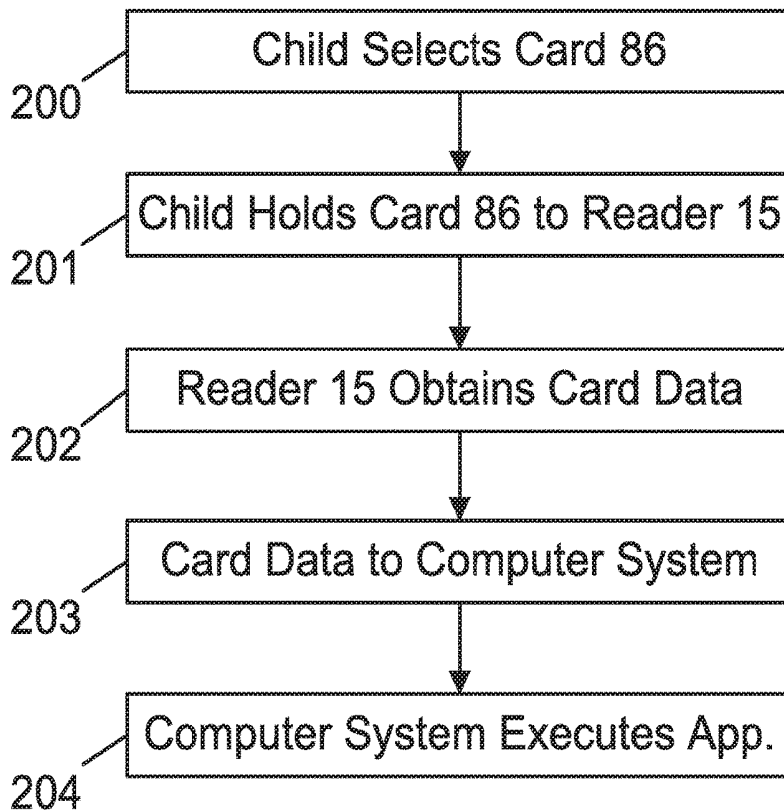 Child Selects Card 86
200
Child Holds Card 86 to Reader 15
201
Reader 15 Obtains Card Data
202
Card Data to Computer System
203
Computer System Executes App.
204